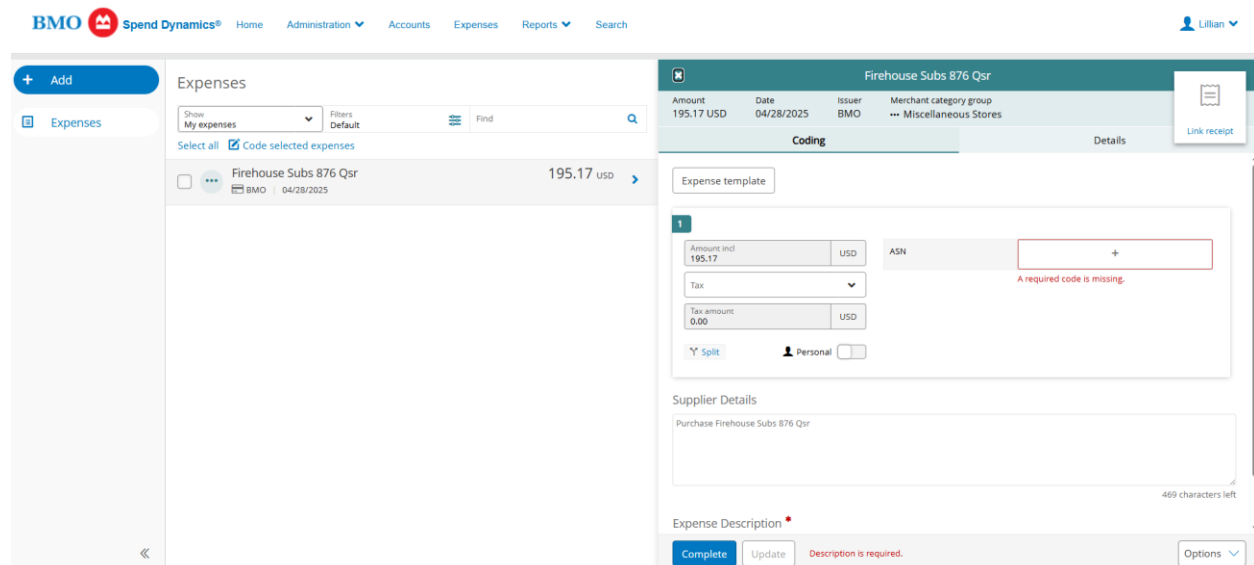 BMO Spend Dynamics® Home Administration Accounts Expenses Reports Search Lillian
+ Add
Expenses
Expenses
Show
My expenses
Filters
Default
Find
Select all Code selected expenses
Firehouse Subs 876 Qsr 195.17 USD
BMO | 04/28/2025
Firehouse Subs 876 Qsr
Amount Date Issuer Merchant category group
195.17 USD 04/28/2025 BMO ••• Miscellaneous Stores
Link receipt
Coding Details
Expense template
1
Amount incl
195.17 USD
ASN +
A required code is missing.
Tax
Tax amount
0.00 USD
Split Personal
Supplier Details
Purchase Firehouse Subs 876 Qsr
469 characters left
Expense Description *
Complete Update Description is required. Options